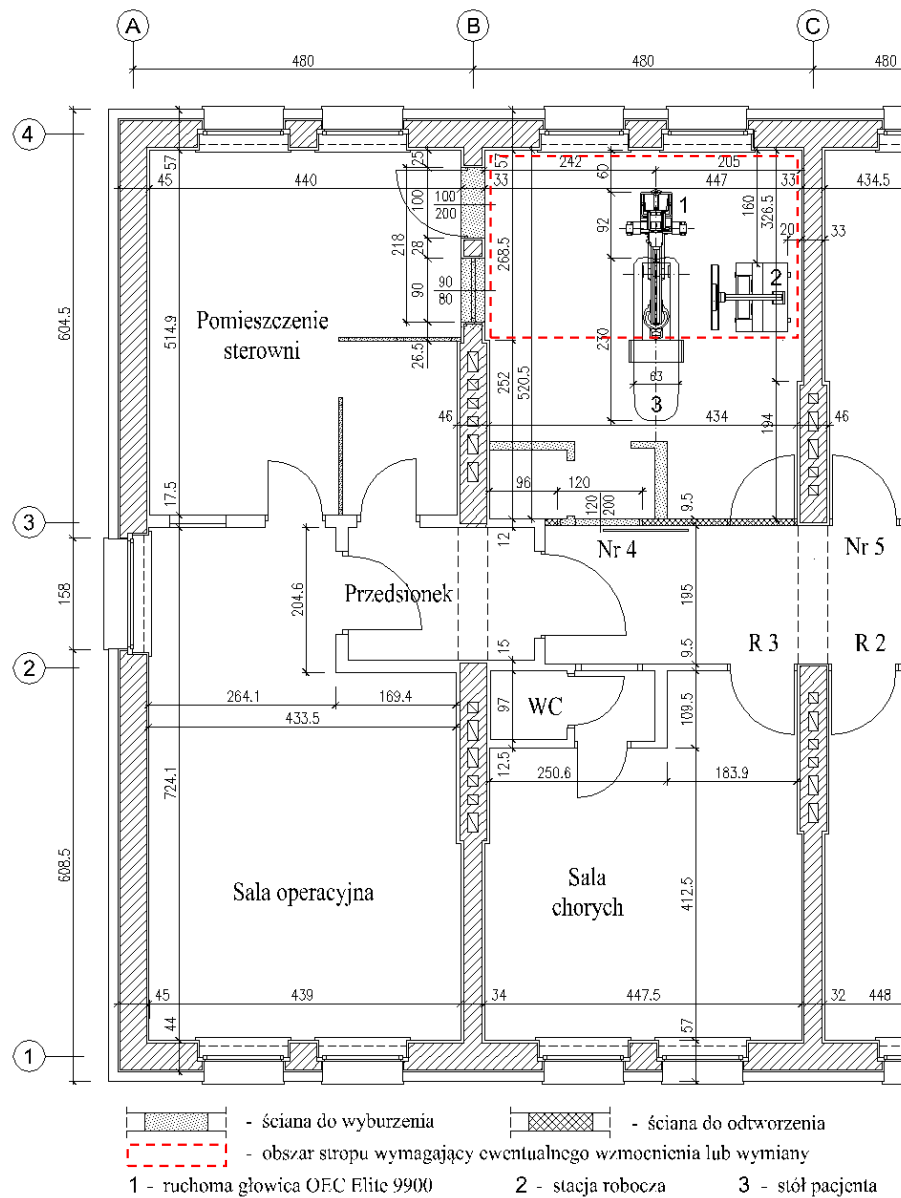 A B C
480 480 480
4
57 25 57 242 205
60
45 440 33 447 33 434.5
100 100
200
1
92
160
326.5
20 33
218
28
268.5
90 90
80
2
604.5
514.9
Pomieszczenie
sterowni
26.5
230
252
520.5
63
3
46 434 194 46
96 120
17.5
120
200
9.5
3
12
Nr 4 Nr 5
158
204.6
Przedsionek
195
R 3 R 2
2
15
9.5
264.1 169.4
97
WC
109.5
433.5
12.5
250.6 183.9
724.1
608.5
Sala operacyjna
Sala
chorych
412.5
45 439 34 447.5 32 448
44 57
1
- ściana do wyburzenia - ściana do odtworzenia
- obszar stropu wymagający ewentualnego wzmocnienia lub wymiany
1 - ruchoma głowica OEC Elite 9900 2 - stacja robocza 3 - stół pacjenta